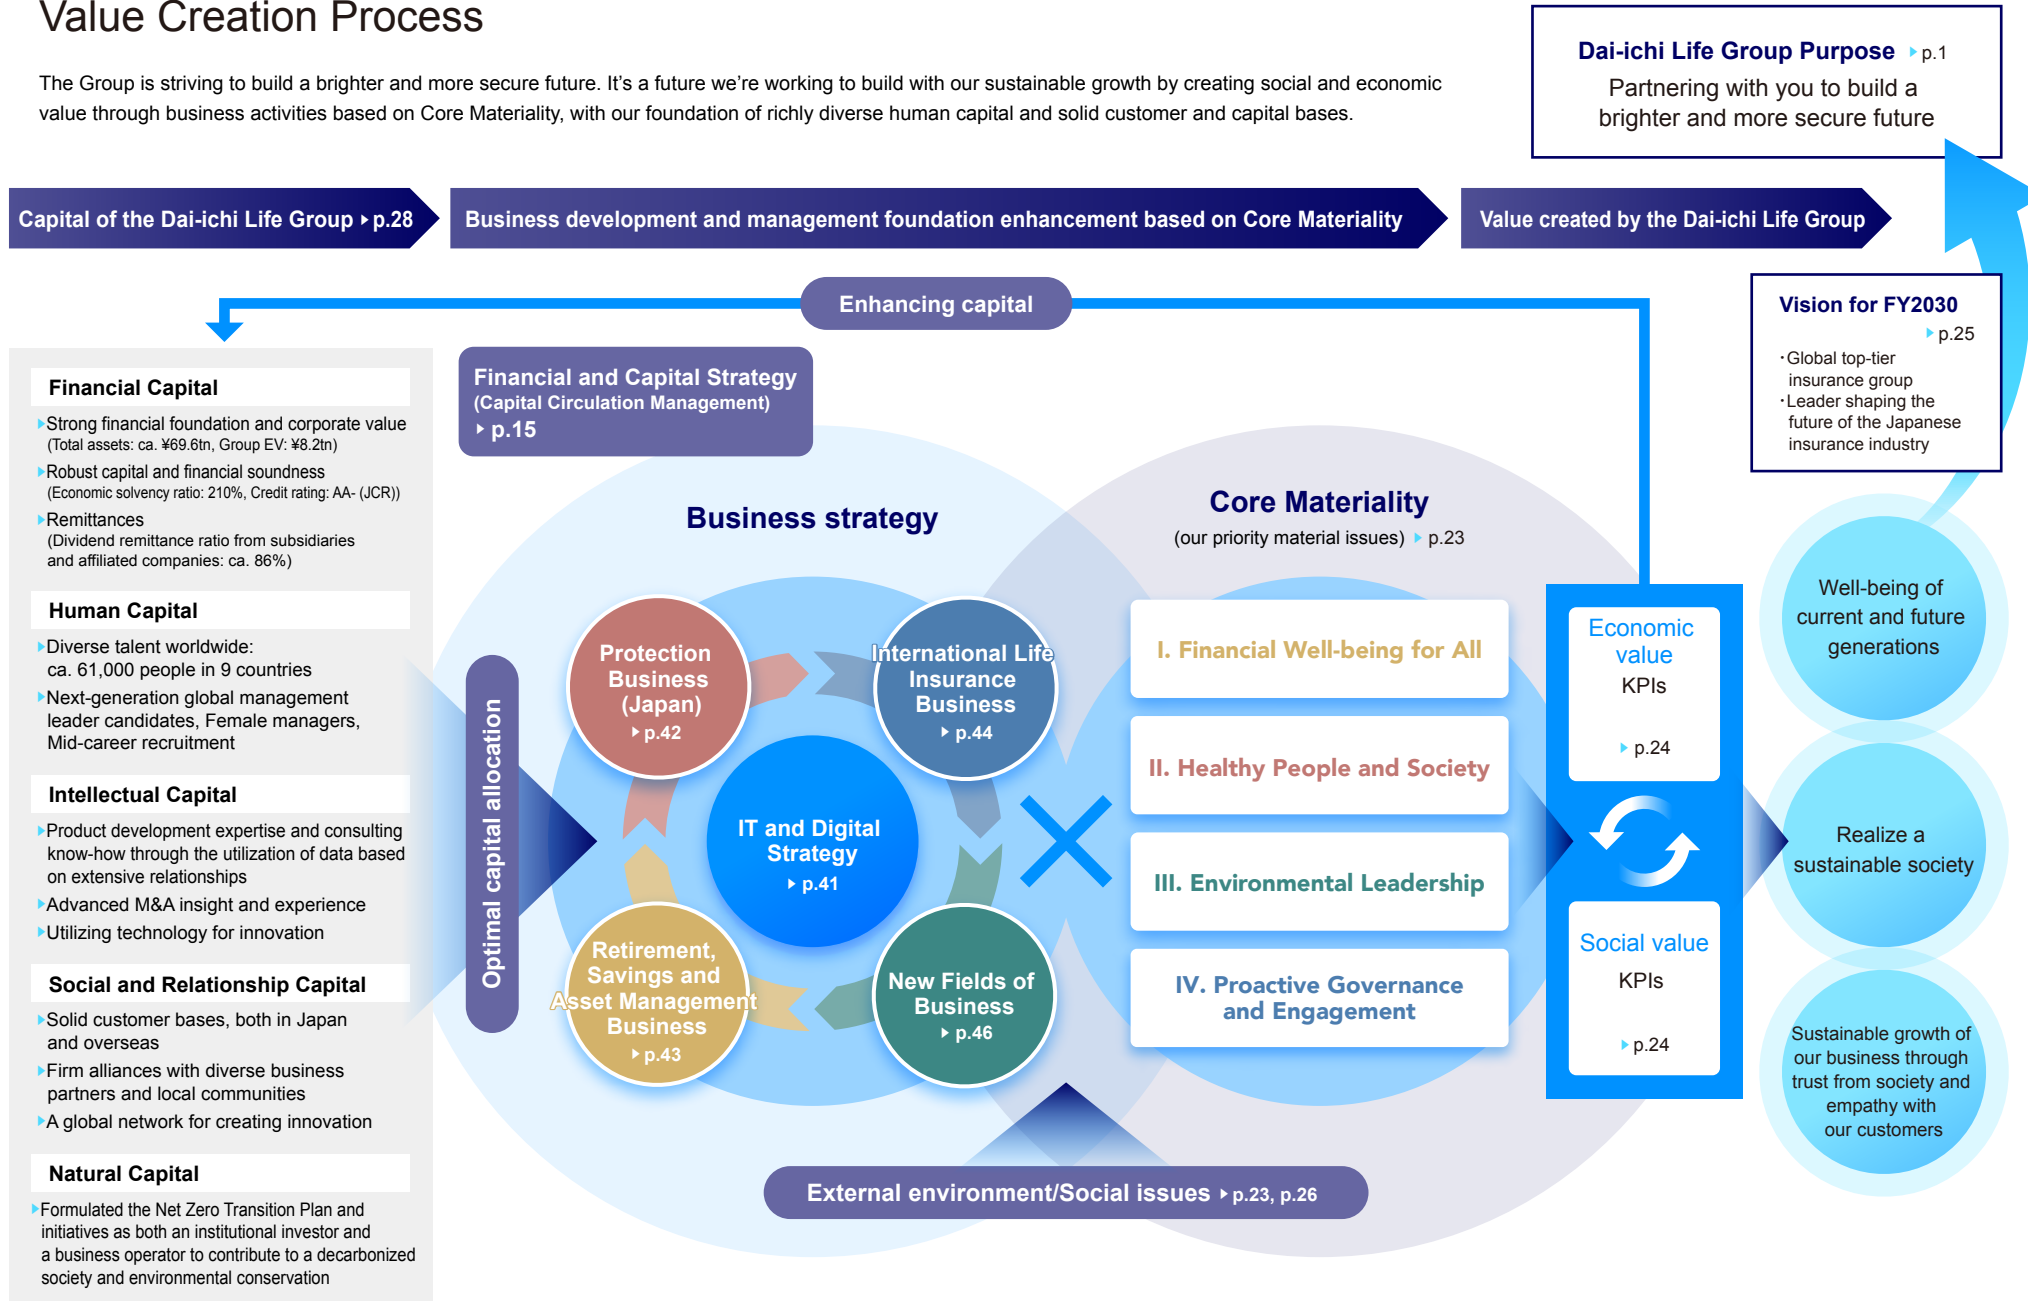 Value Creation Process
The Group is striving to build a brighter and more secure future. It’s a future we’re working to build with our sustainable growth by creating social and economic
value through business activities based on Core Materiality, with our foundation of richly diverse human capital and solid customer and capital bases.
Dai-ichi Life Group Purpose ▶p.1
Partnering with you to build a
brighter and more secure future
Capital of the Dai-ichi Life Group ▶p.28
Business development and management foundation enhancement based on Core Materiality
Value created by the Dai-ichi Life Group
Enhancing capital
Vision for FY2030
▶p.25
・Global top-tier
insurance group
・Leader shaping the
future of the Japanese
insurance industry
Financial Capital
▶Strong financial foundation and corporate value
(Total assets: ca. ¥69.6tn, Group EV: ¥8.2tn)
▶Robust capital and financial soundness
(Economic solvency ratio: 210%, Credit rating: AA- (JCR))
▶Remittances
(Dividend remittance ratio from subsidiaries
and affiliated companies: ca. 86%)
Human Capital
▶Diverse talent worldwide:
ca. 61,000 people in 9 countries
▶Next-generation global management
leader candidates, Female managers,
Mid-career recruitment
Intellectual Capital
▶Product development expertise and consulting
know-how through the utilization of data based
on extensive relationships
▶Advanced M&A insight and experience
▶Utilizing technology for innovation
Social and Relationship Capital
▶Solid customer bases, both in Japan
and overseas
▶Firm alliances with diverse business
partners and local communities
▶A global network for creating innovation
Natural Capital
▶Formulated the Net Zero Transition Plan and
initiatives as both an institutional investor and
a business operator to contribute to a decarbonized
society and environmental conservation
Financial and Capital Strategy
(Capital Circulation Management)
▶p.15
Optimal capital allocation
Business strategy
Protection
Business
(Japan)
▶p.42
International Life
Insurance
Business
▶p.44
IT and Digital
Strategy
▶p.41
Retirement,
Savings and
Asset Management
Business
▶p.43
New Fields of
Business
▶p.46
Core Materiality
(our priority material issues) ▶p.23
I. Financial Well-being for All
II. Healthy People and Society
III. Environmental Leadership
IV. Proactive Governance
and Engagement
External environment/Social issues ▶p.23, p.26
Economic
value
KPIs
▶p.24
Social value
KPIs
▶p.24
Well-being of
current and future
generations
Realize a
sustainable society
Sustainable growth of
our business through
trust from society and
empathy with
our customers